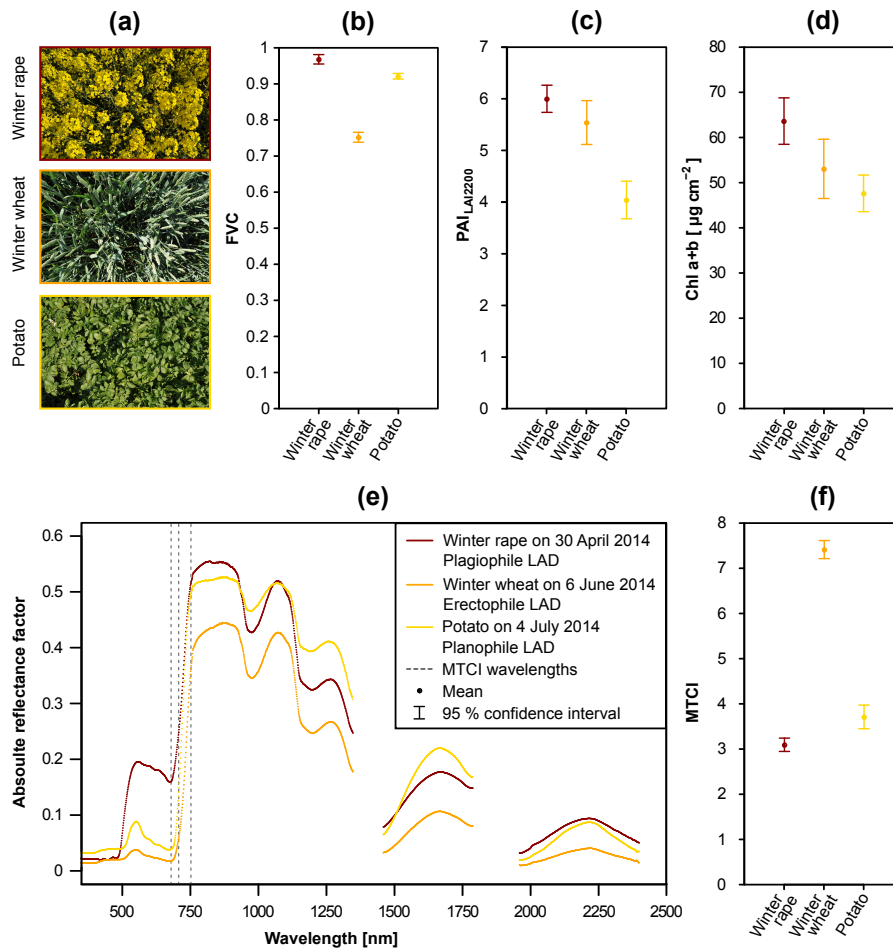 (a)
(b)
(c)
(d)
Winter rape
Winter wheat
Potato
FVC
1
0.9
0.8
0.7
0.6
0.5
0.4
0.3
0.2
0.1
0
Winter
rape
Winter
wheat
Potato
PAI LAI2200
7
6
5
4
3
2
1
0
Winter
rape
Winter
wheat
Potato
Chl a+b [ µg cm⁻² ]
80
70
60
50
40
30
20
10
0
Winter
rape
Winter
wheat
Potato
(e)
(f)
Absoulte reflectance factor
0.6
0.5
0.4
0.3
0.2
0.1
0
Winter rape on 30 April 2014
Plagiophile LAD
Winter wheat on 6 June 2014
Erectophile LAD
Potato on 4 July 2014
Planophile LAD
MTCI wavelengths
Mean
95 % confidence interval
500
750
1000
1250
1500
1750
2000
2250
2500
Wavelength [nm]
MTCI
8
7
6
5
4
3
2
1
0
Winter
rape
Winter
wheat
Potato